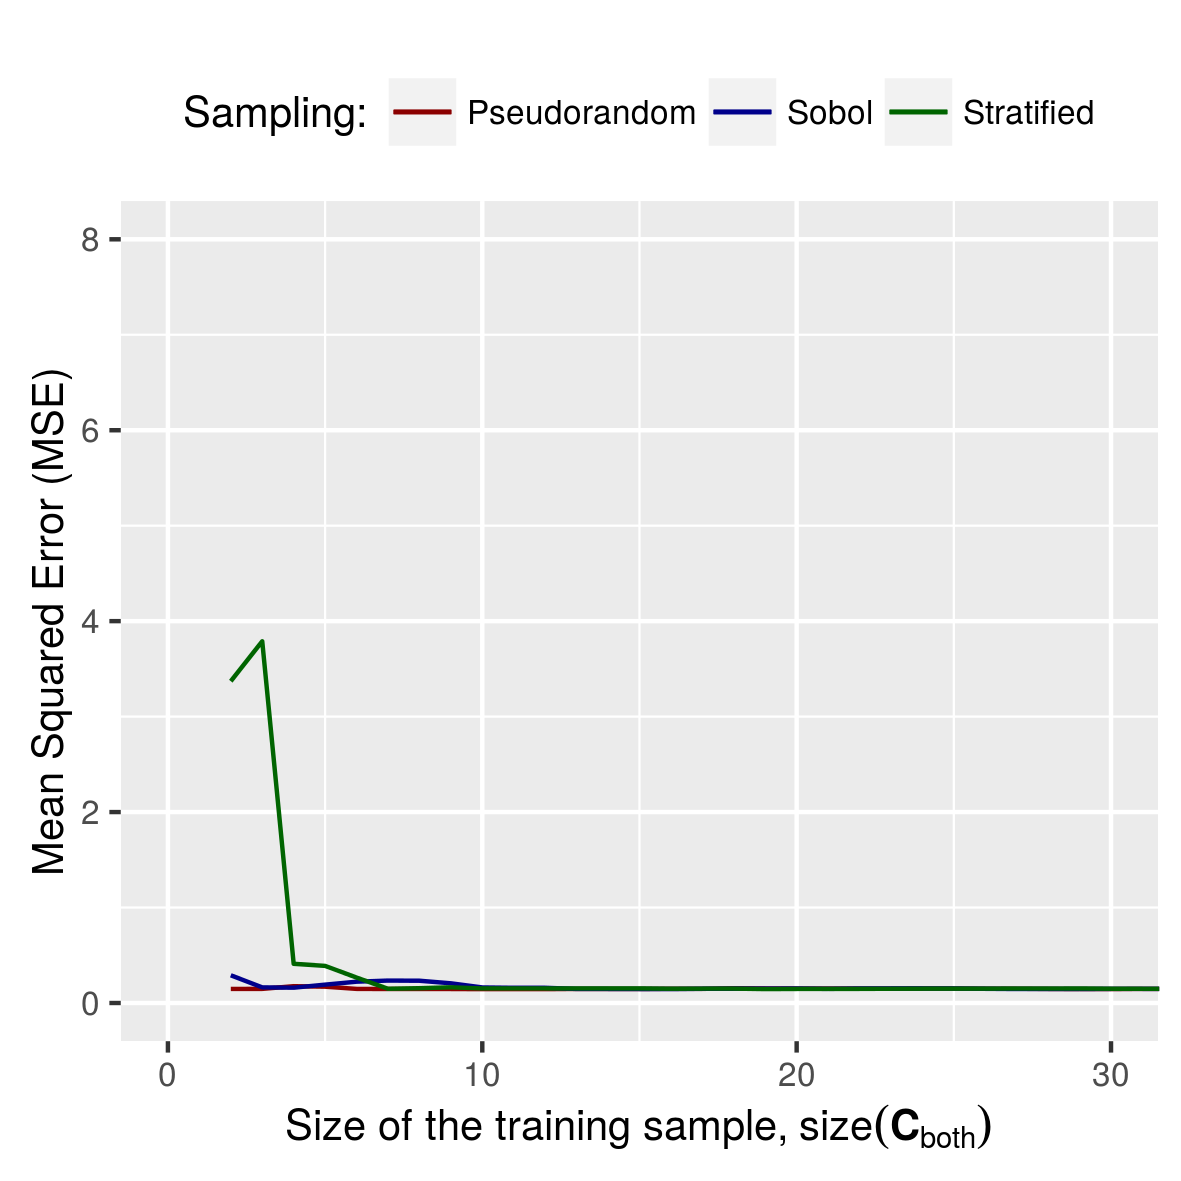 Sampling: Pseudorandom Sobol Stratified
8
6
4
2
0
Mean Squared Error (MSE)
0 10 20 30
Size of the training sample, size(C_both)